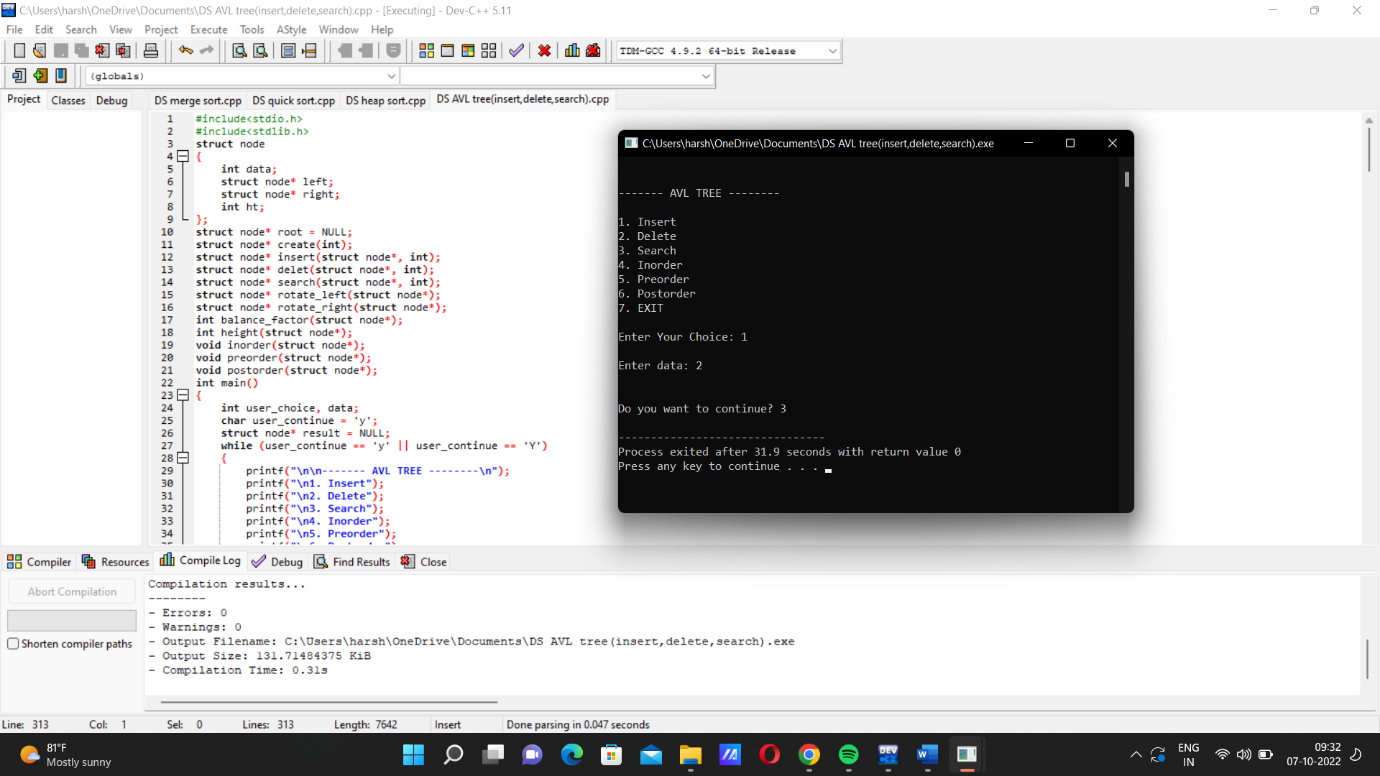 C:\Users\harsh\OneDrive\Documents\DS AVL tree(insert,delete,search).cpp - [Executing] - Dev-C++ 5.11
File Edit Search View Project Execute Tools AStyle Window Help
TDM-GCC 4.9.2 64-bit Release
(globals)
Project Classes Debug
DS merge sort.cpp DS quick sort.cpp DS heap sort.cpp DS AVL tree(insert,delete,search).cpp
1 #include<stdio.h>
2 #include<stdlib.h>
3 struct node
4 {
5 int data;
6 struct node* left;
7 struct node* right;
8 int ht;
9 };
10 struct node* root = NULL;
11 struct node* create(int);
12 struct node* insert(struct node*, int);
13 struct node* delet(struct node*, int);
14 struct node* search(struct node*, int);
15 struct node* rotate_left(struct node*);
16 struct node* rotate_right(struct node*);
17 int balance_factor(struct node*);
18 int height(struct node*);
19 void inorder(struct node*);
20 void preorder(struct node*);
21 void postorder(struct node*);
22 int main()
23 {
24 int user_choice, data;
25 char user_continue = 'y';
26 struct node* result = NULL;
27 while (user_continue == 'y' || user_continue == 'Y')
28 {
29 printf("\n\n------- AVL TREE --------\n");
30 printf("\n1. Insert");
31 printf("\n2. Delete");
32 printf("\n3. Search");
33 printf("\n4. Inorder");
34 printf("\n5. Preorder");
C:\Users\harsh\OneDrive\Documents\DS AVL tree(insert,delete,search).exe
------- AVL TREE --------
1. Insert
2. Delete
3. Search
4. Inorder
5. Preorder
6. Postorder
7. EXIT
Enter Your Choice: 1
Enter data: 2
Do you want to continue? 3
--------------------------------
Process exited after 31.9 seconds with return value 0
Press any key to continue . . .
Compiler Resources Compile Log Debug Find Results Close
Abort Compilation
Shorten compiler paths
Compilation results...
--------
- Errors: 0
- Warnings: 0
- Output Filename: C:\Users\harsh\OneDrive\Documents\DS AVL tree(insert,delete,search).exe
- Output Size: 131.71484375 KiB
- Compilation Time: 0.31s
Line: 313 Col: 1 Sel: 0 Lines: 313 Length: 7642 Insert Done parsing in 0.047 seconds
81°F
Mostly sunny
DEV
ENG
IN
09:32
07-10-2022